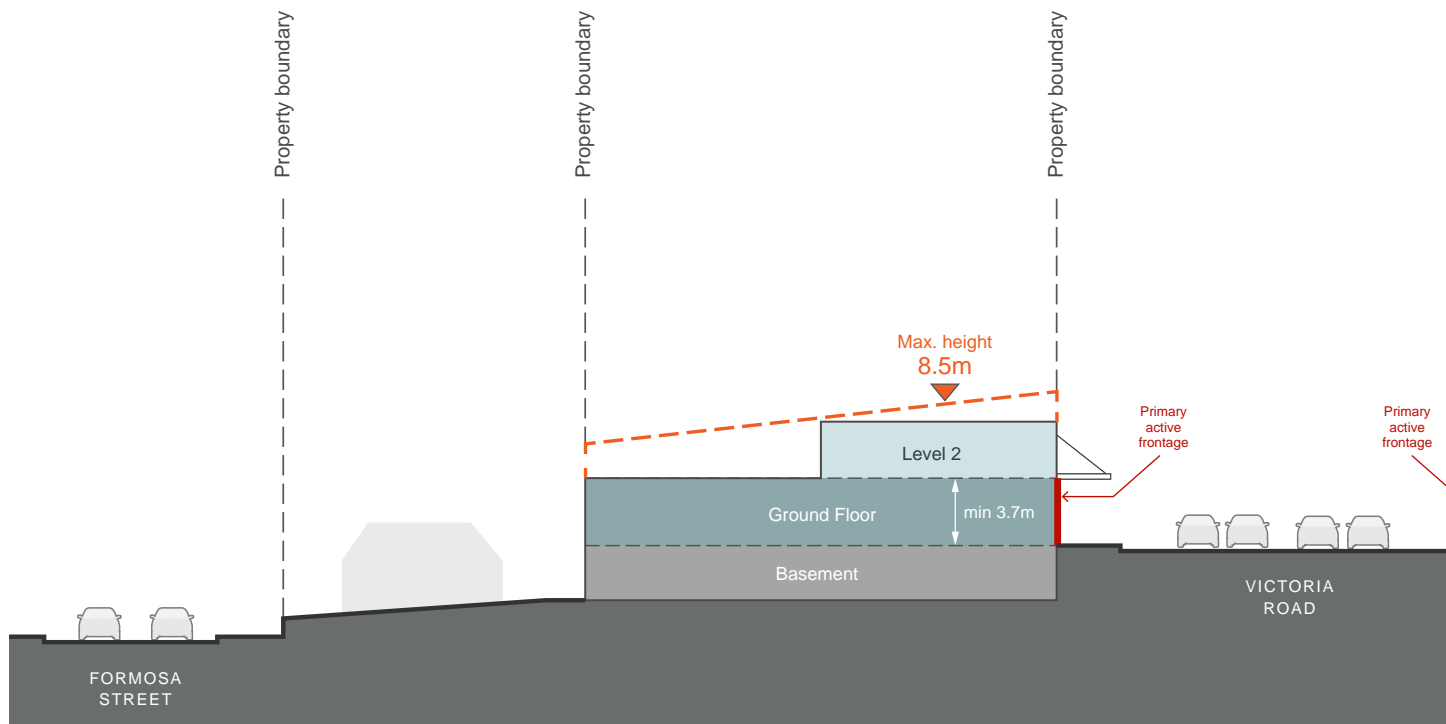 Property boundary
Property boundary
Property boundary
Max. height
8.5m
Primary
active
frontage
Primary
active
frontage
Level 2
Ground Floor
min 3.7m
Basement
VICTORIA
ROAD
FORMOSA
STREET